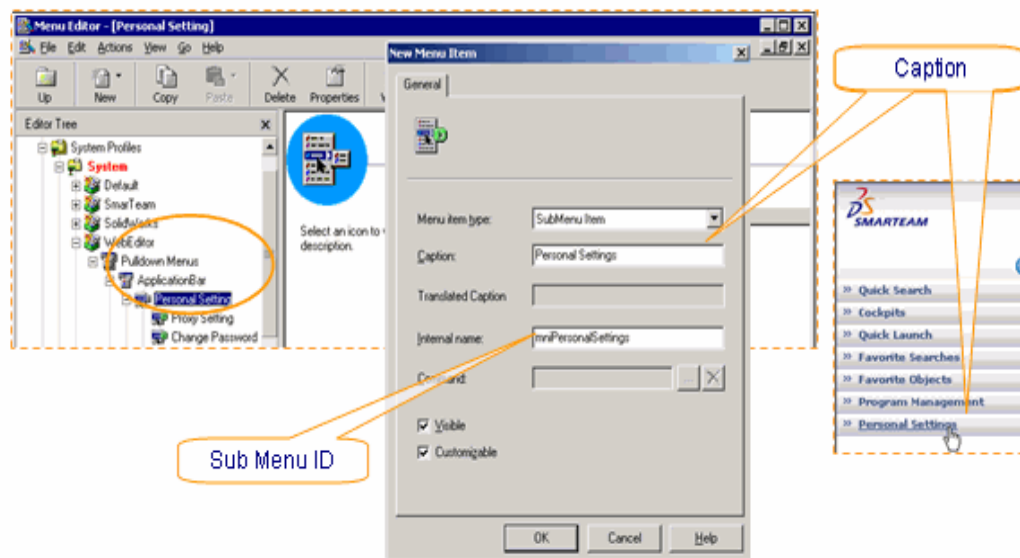 Menu Editor - [Personal Setting]
File Edit Actions View Go Help
Up New Copy Paste Delete Properties
Editor Tree
System Profiles
System
Default
SmarTeam
SolidWorks
WebEditor
Pulldown Menus
ApplicationBar
Personal Setting
Proxy Setting
Change Password
Select an icon to
description.
New Menu Item
General
Menu item type: SubMenu Item
Caption: Personal Settings
Translated Caption
Internal name: mniPersonalSettings
Command: ...
Visible
Customizable
OK Cancel Help
Caption
Sub Menu ID
SMARTEAM
» Quick Search
» Cockpits
» Quick Launch
» Favorite Searches
» Favorite Objects
» Program Management
» Personal Settings